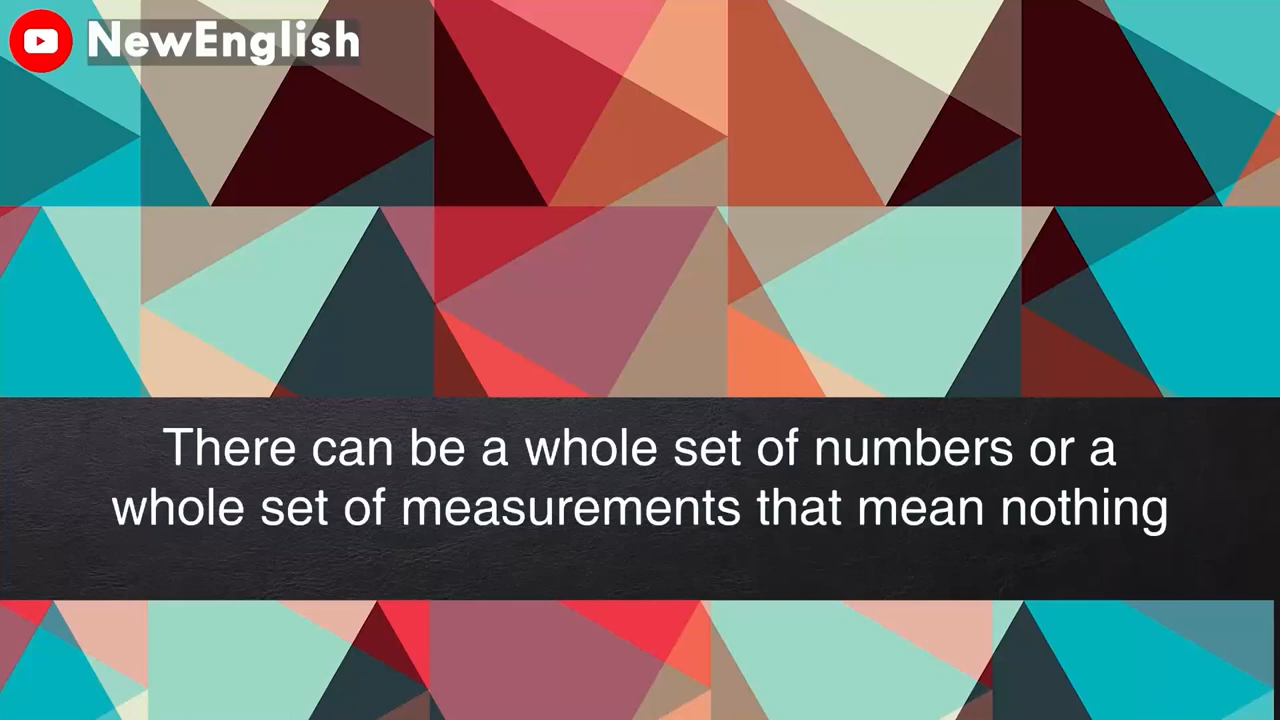 NewEnglish
There can be a whole set of numbers or a
whole set of measurements that mean nothing